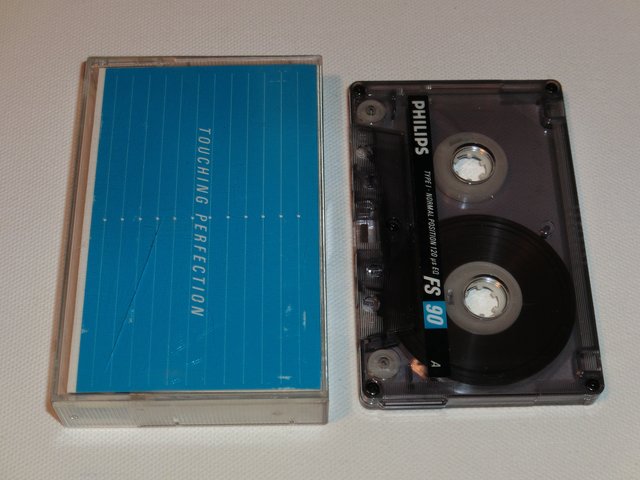 TOUCHING PERFECTION
PHILIPS
TYPE I - NORMAL POSITION 120 µs EQ
FS 90
A